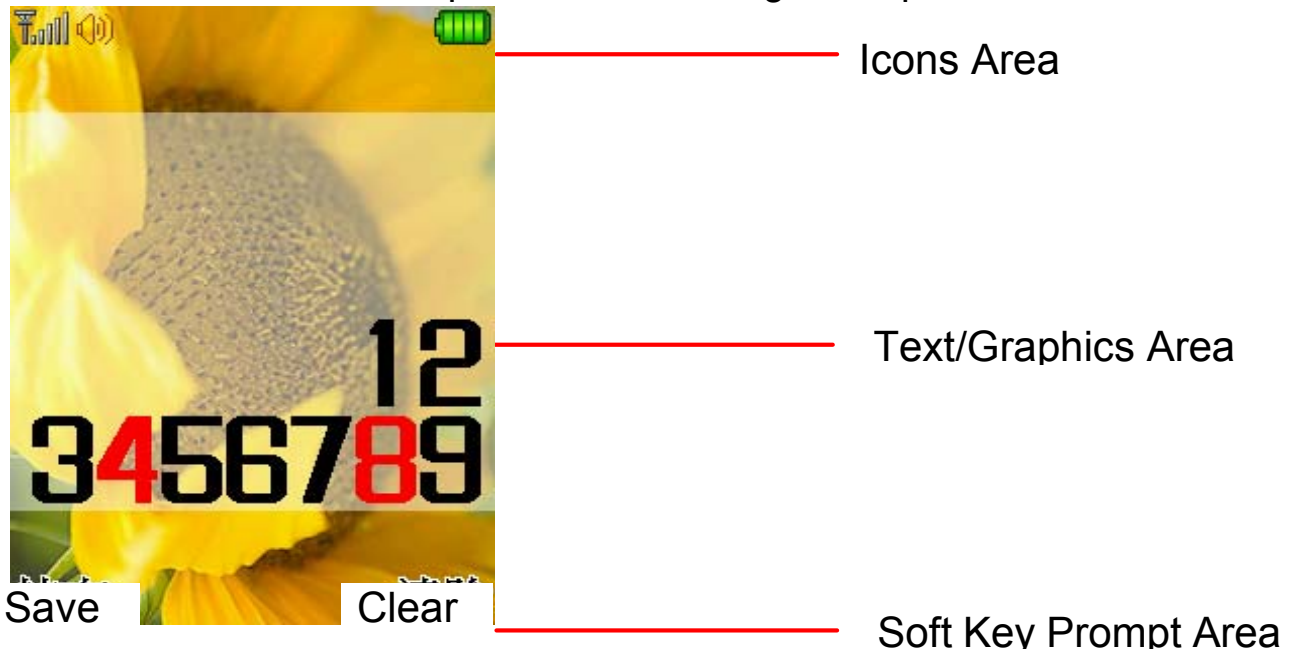 Icons Area
12
Text/Graphics Area
3456789
Save
Clear
Soft Key Prompt Area